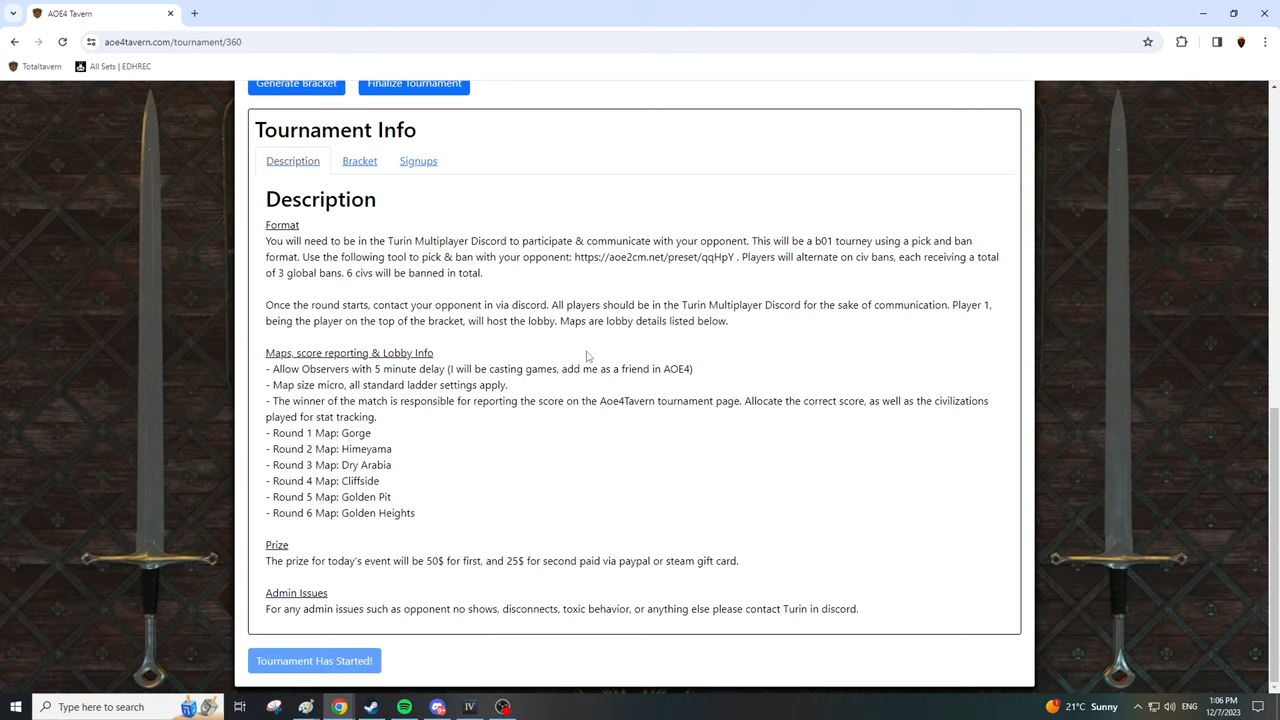 AOE4 Tavern
aoe4tavern.com/tournament/360
Totaltavern
All Sets | EDHREC
Generate Bracket
Finalize Tournament
Tournament Info
Description
Bracket
Signups
Description
Format
You will need to be in the Turin Multiplayer Discord to participate & communicate with your opponent. This will be a b01 tourney using a pick and ban
format. Use the following tool to pick & ban with your opponent: https://aoe2cm.net/preset/qqHpY . Players will alternate on civ bans, each receiving a total
of 3 global bans. 6 civs will be banned in total.
Once the round starts, contact your opponent in via discord. All players should be in the Turin Multiplayer Discord for the sake of communication. Player 1,
being the player on the top of the bracket, will host the lobby. Maps are lobby details listed below.
Maps, score reporting & Lobby Info
- Allow Observers with 5 minute delay (I will be casting games, add me as a friend in AOE4)
- Map size micro, all standard ladder settings apply.
- The winner of the match is responsible for reporting the score on the Aoe4Tavern tournament page. Allocate the correct score, as well as the civilizations
played for stat tracking.
- Round 1 Map: Gorge
- Round 2 Map: Himeyama
- Round 3 Map: Dry Arabia
- Round 4 Map: Cliffside
- Round 5 Map: Golden Pit
- Round 6 Map: Golden Heights
Prize
The prize for today's event will be 50$ for first, and 25$ for second paid via paypal or steam gift card.
Admin Issues
For any admin issues such as opponent no shows, disconnects, toxic behavior, or anything else please contact Turin in discord.
Tournament Has Started!
Type here to search
IV
21°C Sunny
1:06 PM
12/7/2023